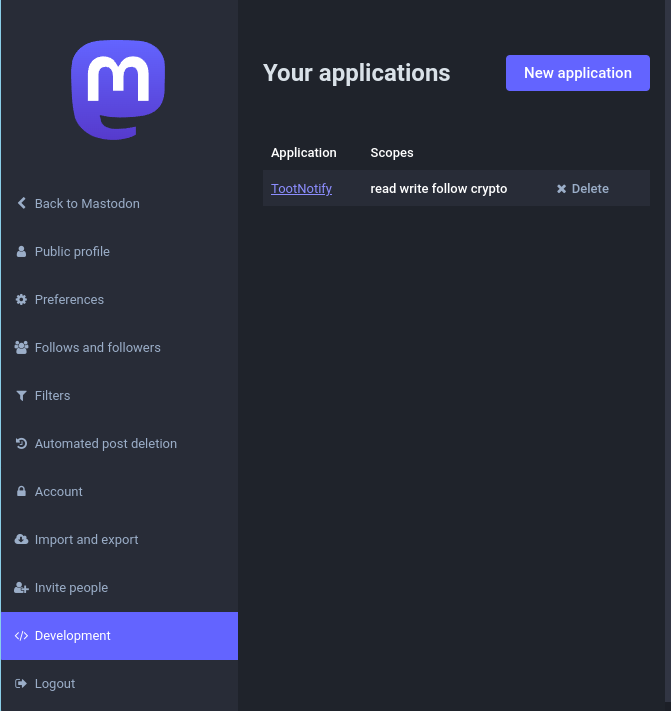 Your applications
New application
Application Scopes
TootNotify read write follow crypto Delete
Back to Mastodon
Public profile
Preferences
Follows and followers
Filters
Automated post deletion
Account
Import and export
Invite people
Development
Logout